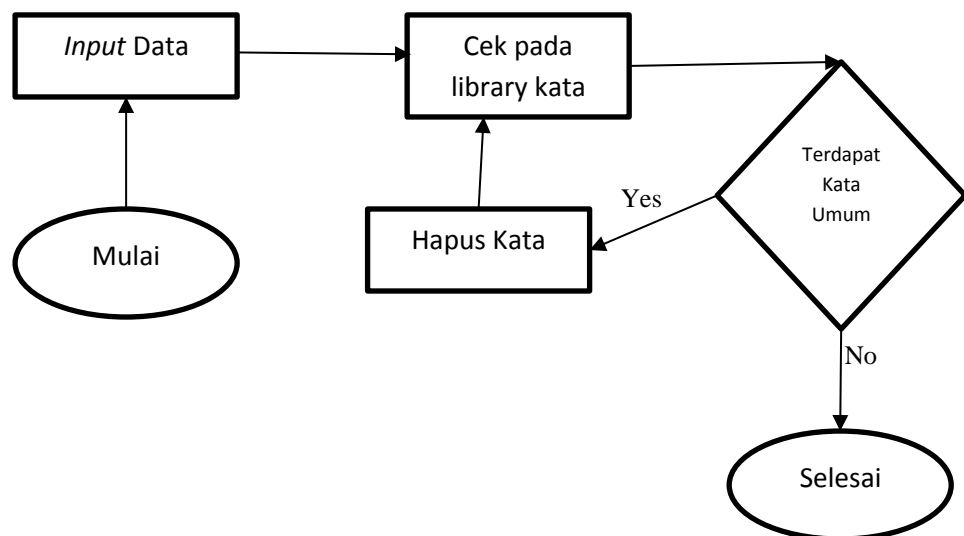 Input Data
Cek pada
library kata
Terdapat
Kata
Umum
Yes
Hapus Kata
Mulai
No
Selesai